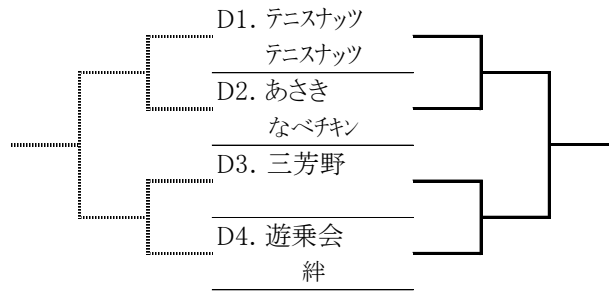 D1. テニスナッツ
テニスナッツ
D2. あさき
なべチキン
D3. 三芳野
D4. 遊乗会
絆